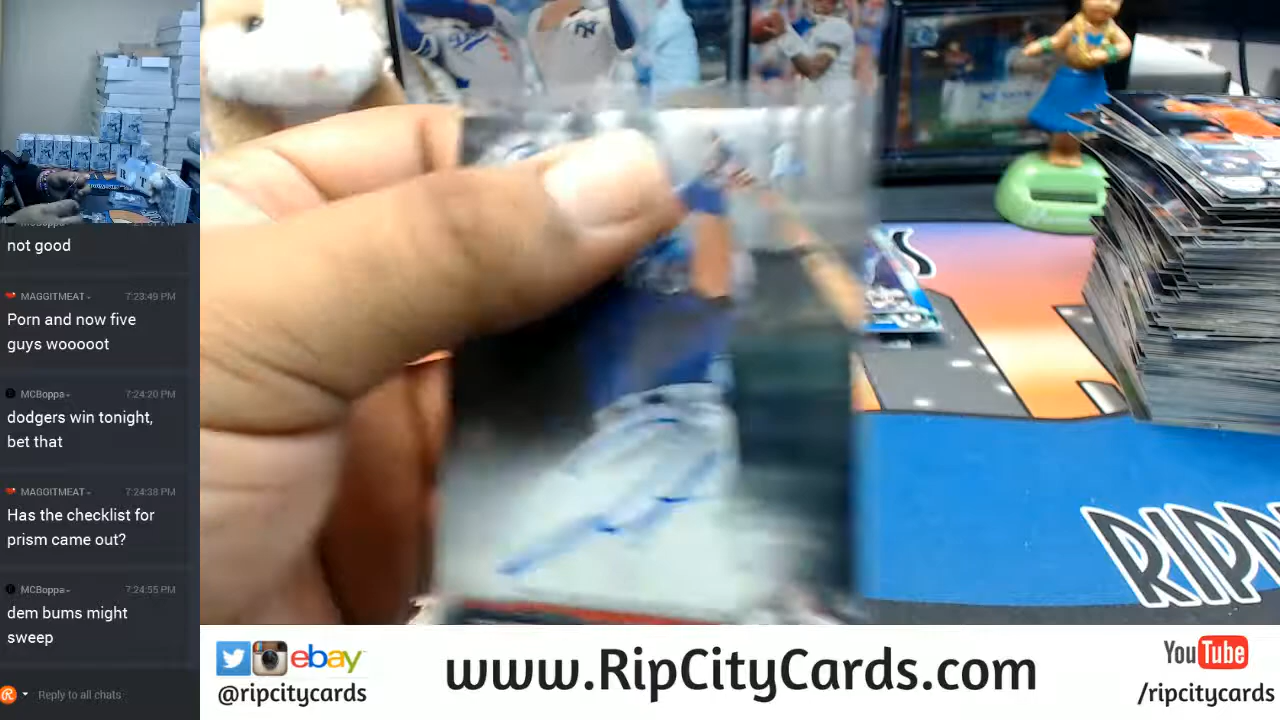 not good
MAGGITMEAT
7:23:49 PM
Porn and now five
guys wooooot
MCBoppa
7:24:20 PM
dodgers win tonight,
bet that
MAGGITMEAT
7:24:38 PM
Has the checklist for
prism came out?
MCBoppa
7:24:55 PM
dem bums might
sweep
Reply to all chats
RIPP
ebay
@ripcitycards
www.RipCityCards.com
YouTube
/ripcitycards